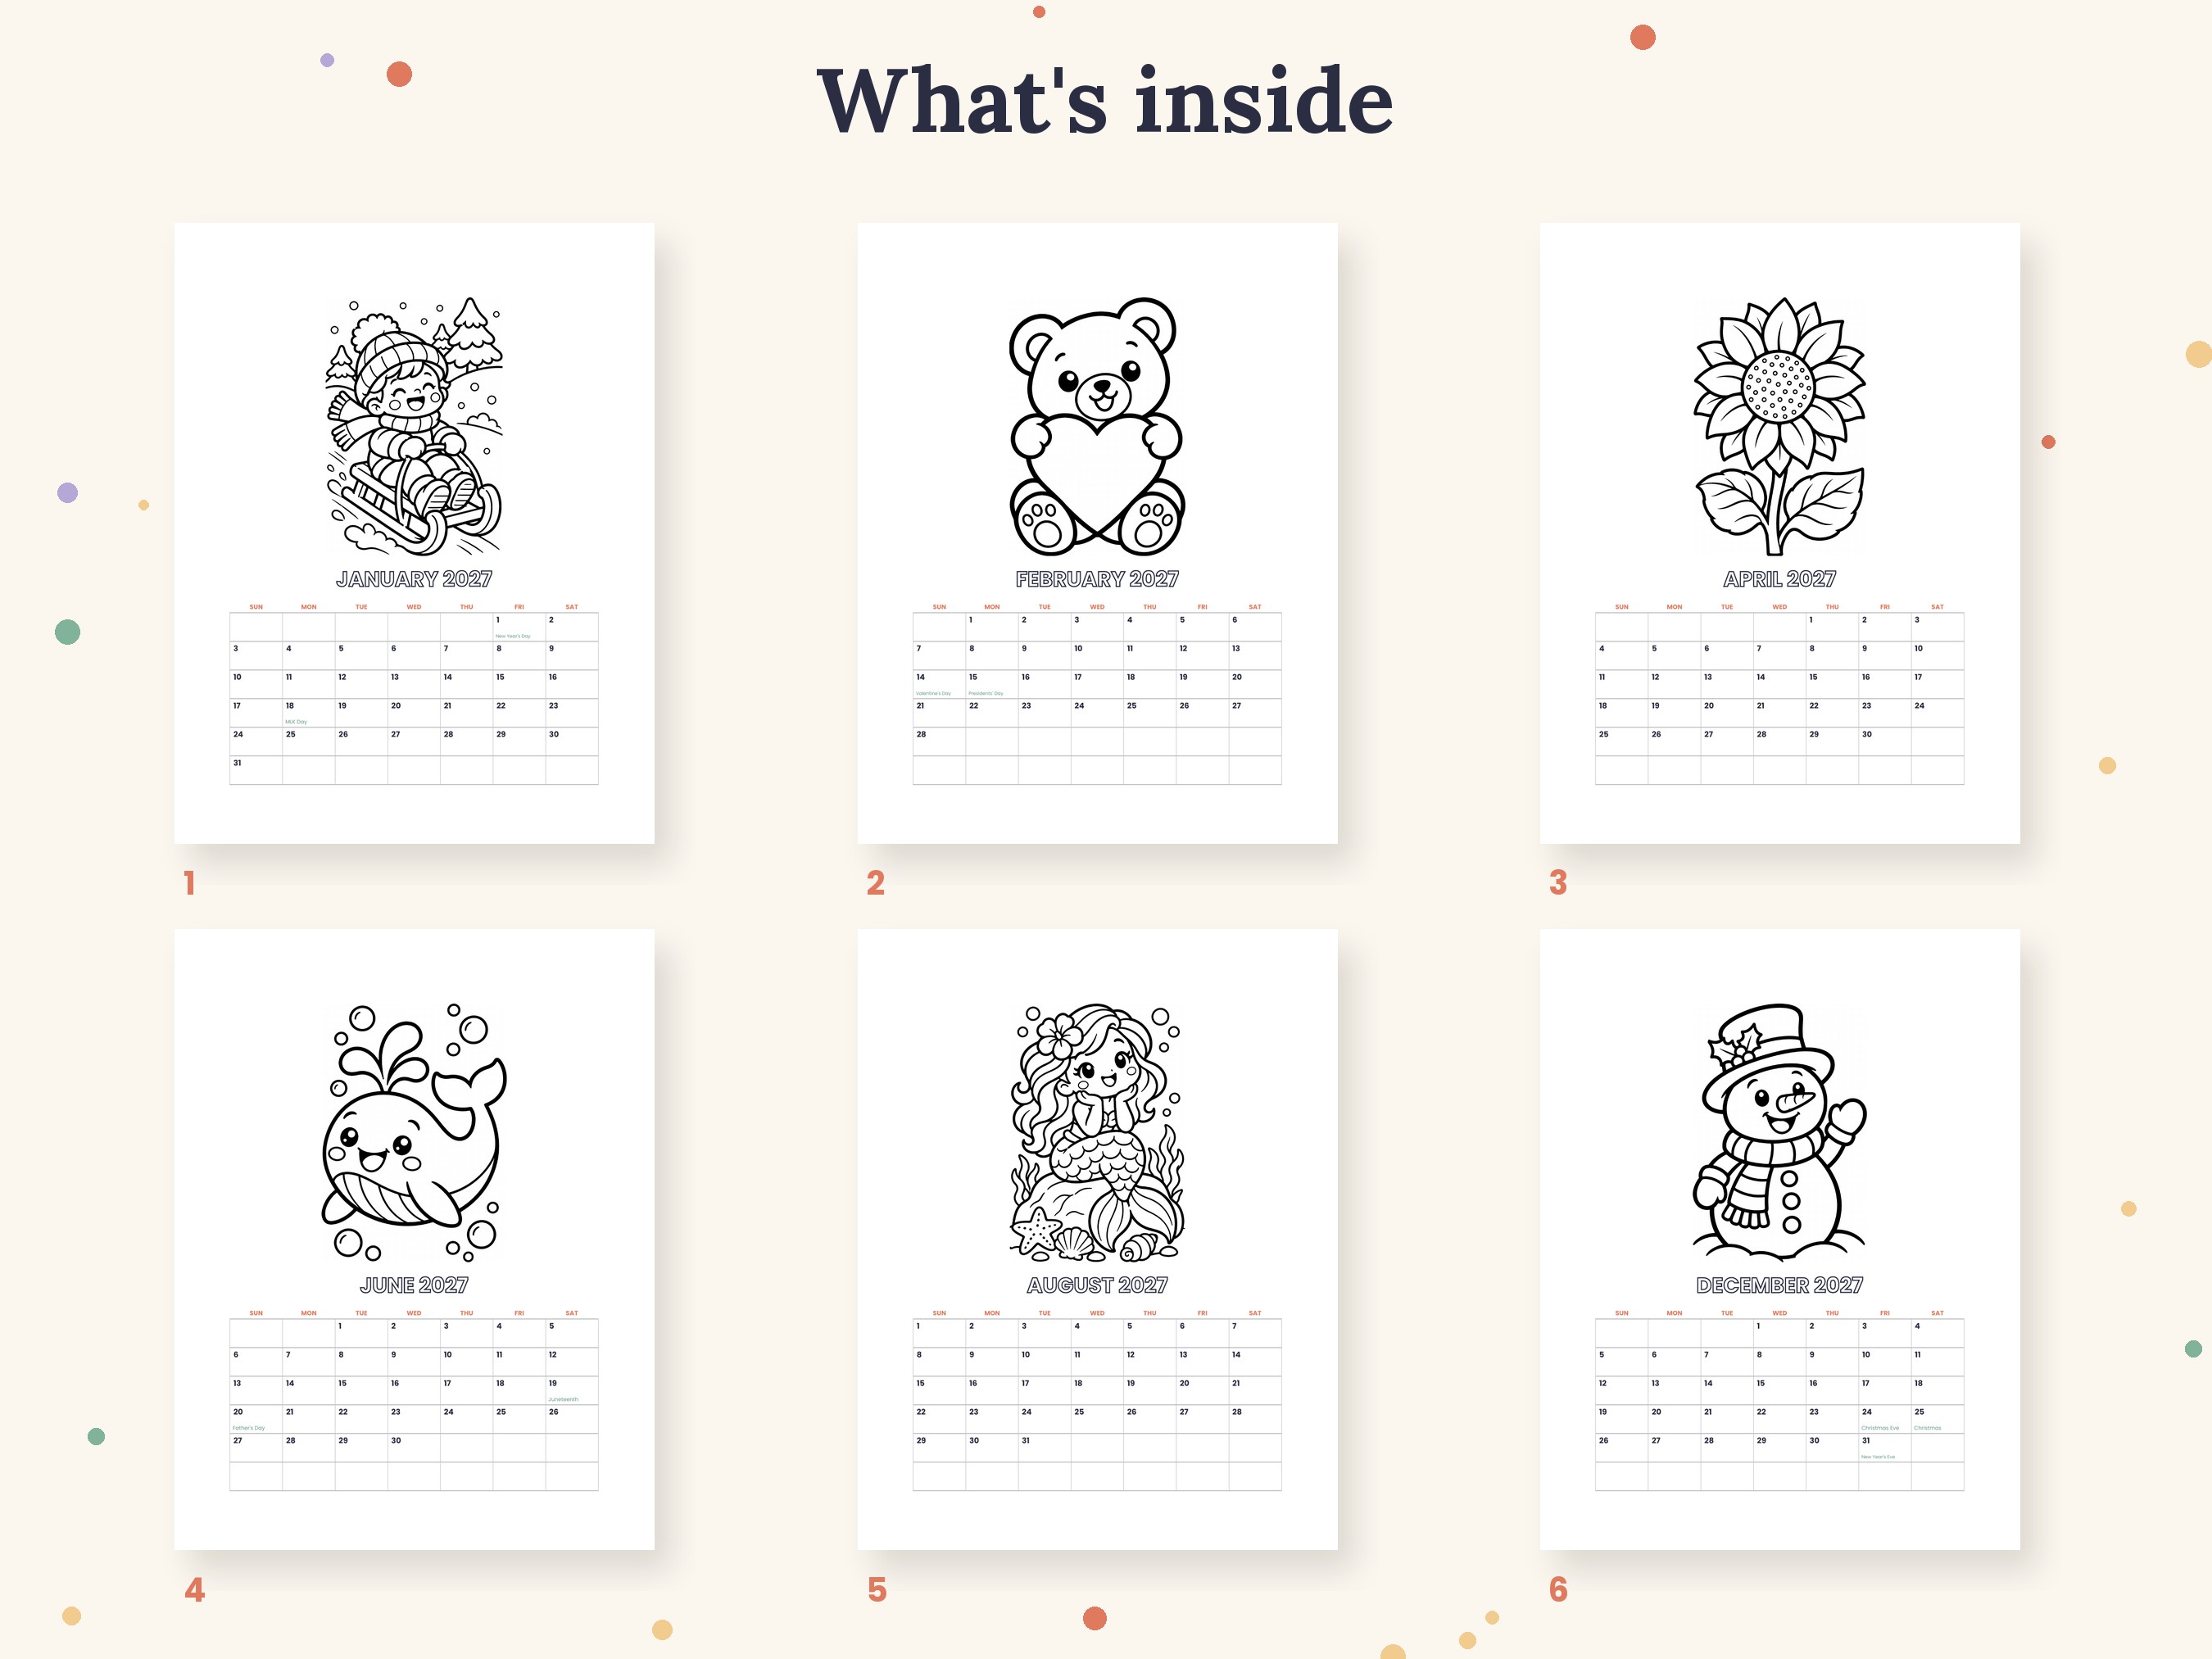 What's inside
JANUARY 2027
SUN MON TUE WED THU FRI SAT
1 2
New Year's Day
3 4 5 6 7 8 9
10 11 12 13 14 15 16
17 18 19 20 21 22 23
MLK Day
24 25 26 27 28 29 30
31
1
FEBRUARY 2027
SUN MON TUE WED THU FRI SAT
1 2 3 4 5 6
7 8 9 10 11 12 13
14 15 16 17 18 19 20
Valentine's Day Presidents' Day
21 22 23 24 25 26 27
28
2
APRIL 2027
SUN MON TUE WED THU FRI SAT
1 2 3
4 5 6 7 8 9 10
11 12 13 14 15 16 17
18 19 20 21 22 23 24
25 26 27 28 29 30
3
JUNE 2027
SUN MON TUE WED THU FRI SAT
1 2 3 4 5
6 7 8 9 10 11 12
13 14 15 16 17 18 19
Juneteenth
20 21 22 23 24 25 26
Father's Day
27 28 29 30
4
AUGUST 2027
SUN MON TUE WED THU FRI SAT
1 2 3 4 5 6 7
8 9 10 11 12 13 14
15 16 17 18 19 20 21
22 23 24 25 26 27 28
29 30 31
5
DECEMBER 2027
SUN MON TUE WED THU FRI SAT
1 2 3 4
5 6 7 8 9 10 11
12 13 14 15 16 17 18
19 20 21 22 23 24 25
Christmas Eve Christmas
26 27 28 29 30 31
New Year's Eve
6